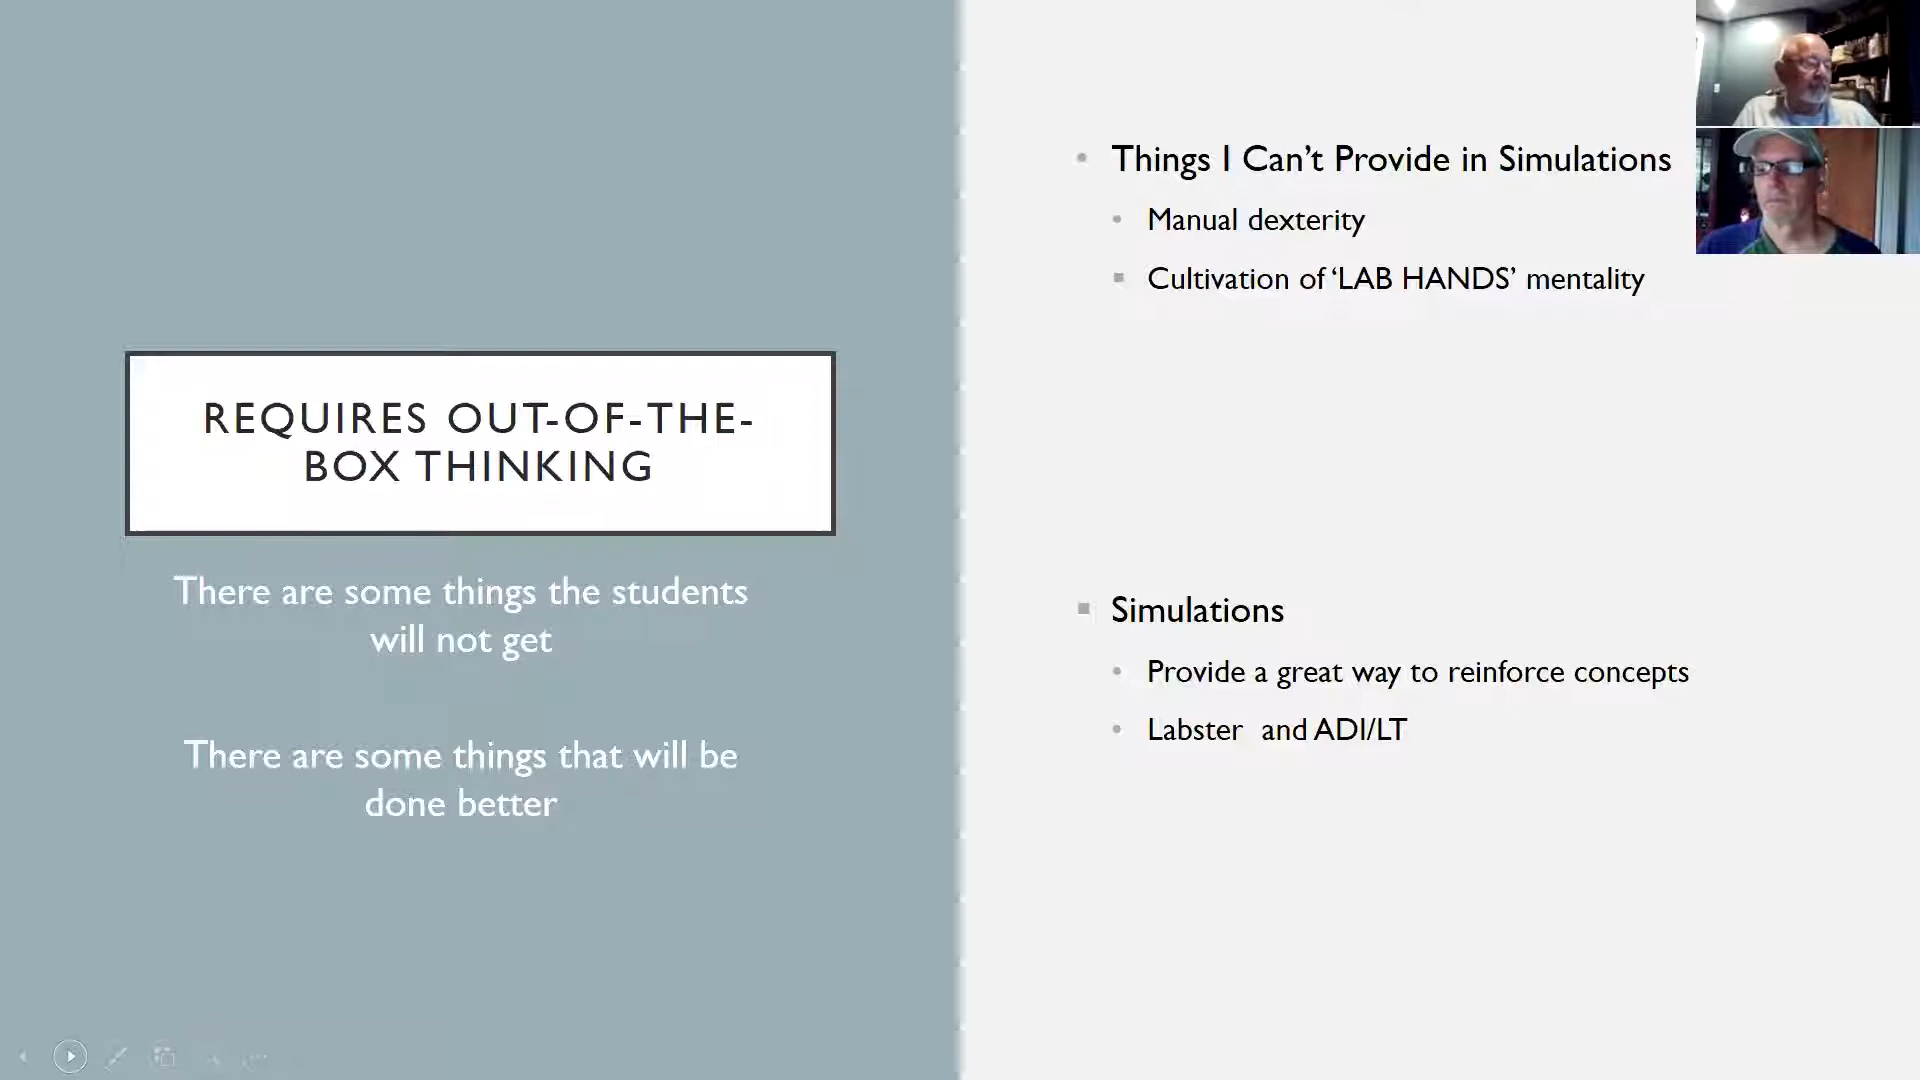 REQUIRES OUT-OF-THE-
BOX THINKING
There are some things the students
will not get
There are some things that will be
done better
Things I Can’t Provide in Simulations
Manual dexterity
Cultivation of ‘LAB HANDS’ mentality
Simulations
Provide a great way to reinforce concepts
Labster and ADI/LT